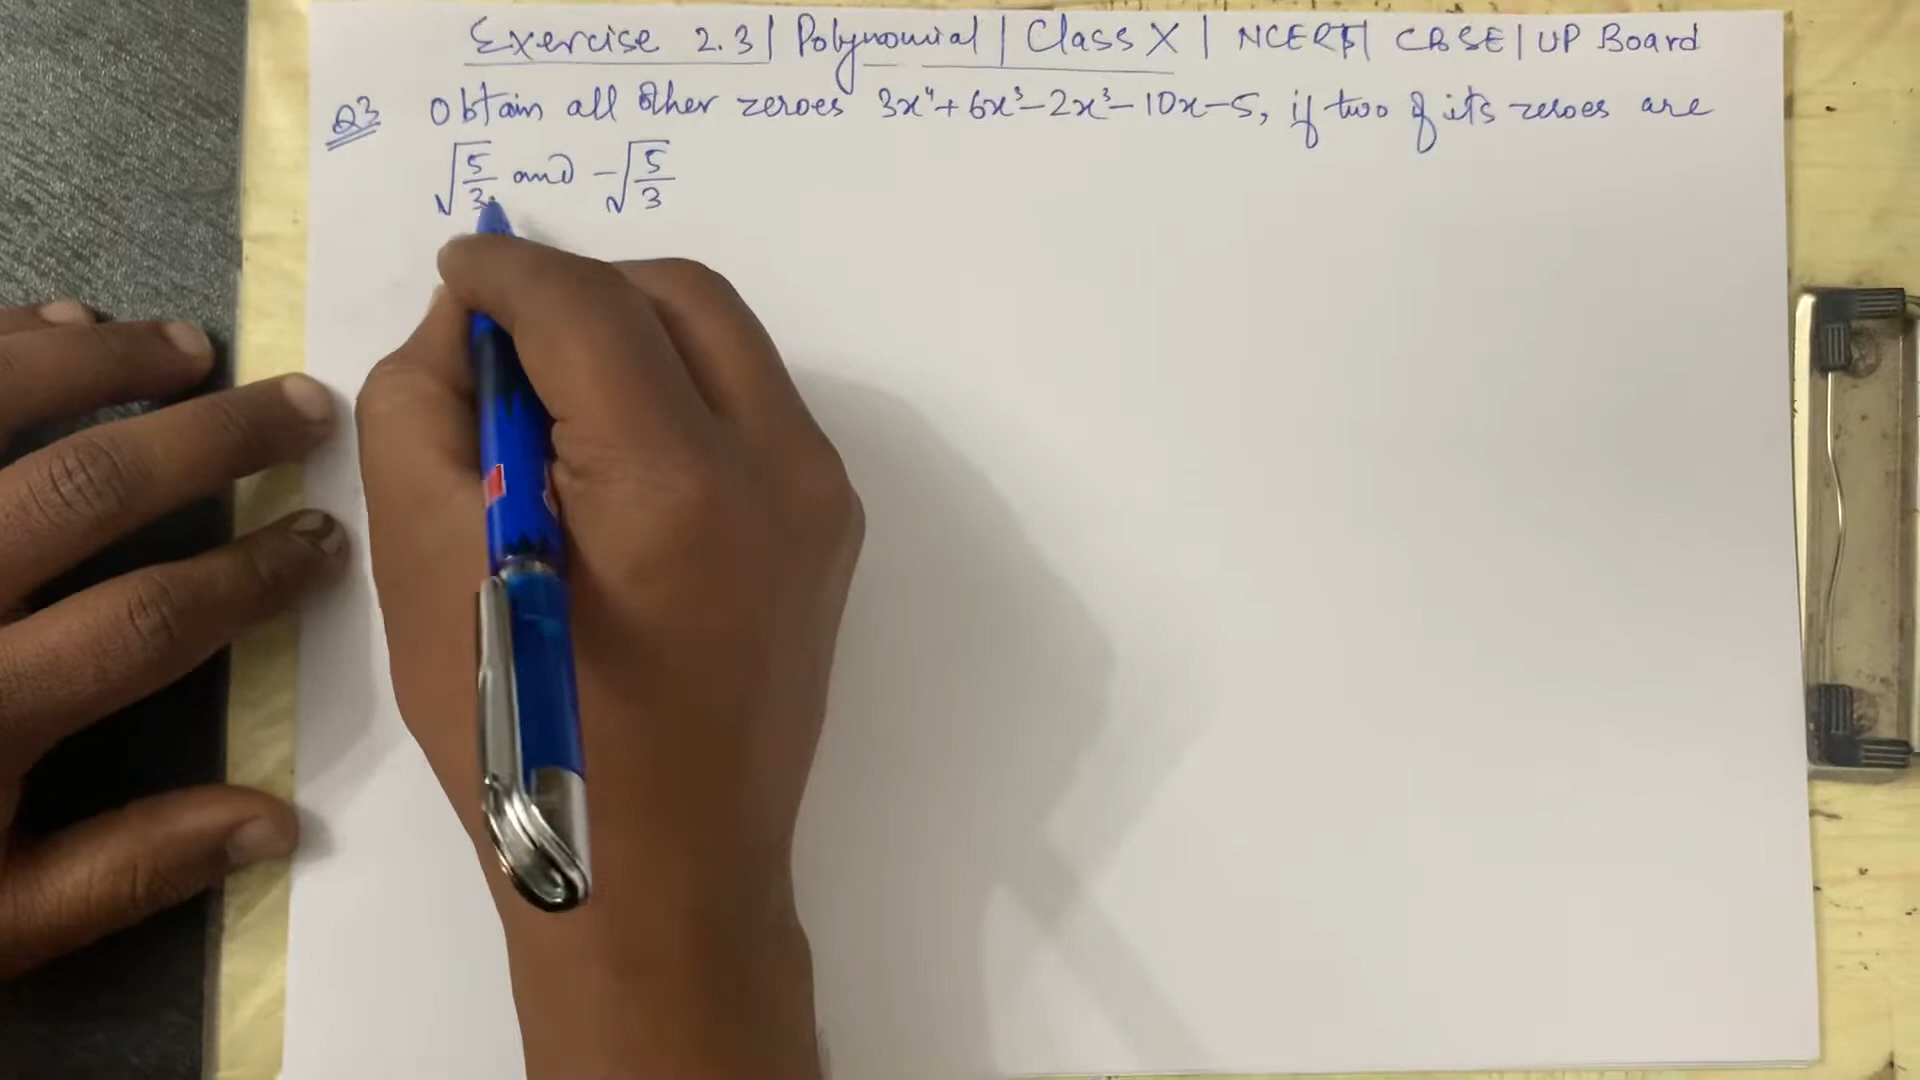 Exercise 2.3 | Polynomial | Class X | NCERT | CBSE | UP Board
Q3 Obtain all other zeroes 3x⁴+6x³-2x³-10x-5, if two of its zeroes are
√5/3 and -√5/3